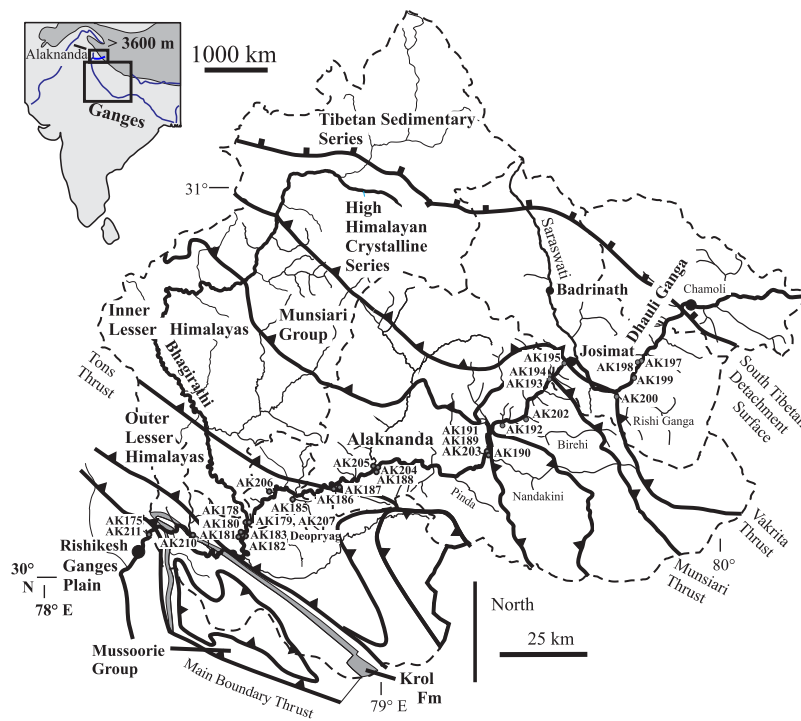 > 3600 m
Alaknanda
1000 km
Ganges
Tibetan Sedimentary
Series
31°
High
Himalayan
Crystalline
Series
Saraswati
Badrinath
Dhauli Ganga
Chamoli
Inner
Lesser
Himalayas
Munsiari
Group
Bhagirathi
Tons
Thrust
Josimat
AK195
AK194
AK193
AK198
AK197
AK199
AK200
South Tibetan
Detachment
Surface
Outer
Lesser
Himalayas
Alaknanda
AK191
AK189
AK203
AK202
AK192
AK190
Rishi Ganga
Birehi
AK205
AK204
AK188
AK206
AK187
AK186
AK185
Pinda
Nandakini
AK178
AK180
AK181
AK179, AK207
AK183
Deopryag
AK182
AK175
AK211
AK210
Vakrita
Thrust
Munsiari
Thrust
80°
Rishikesh
Ganges
Plain
30°
N
78° E
North
25 km
Mussoorie
Group
Main Boundary Thrust
Krol
Fm
79° E